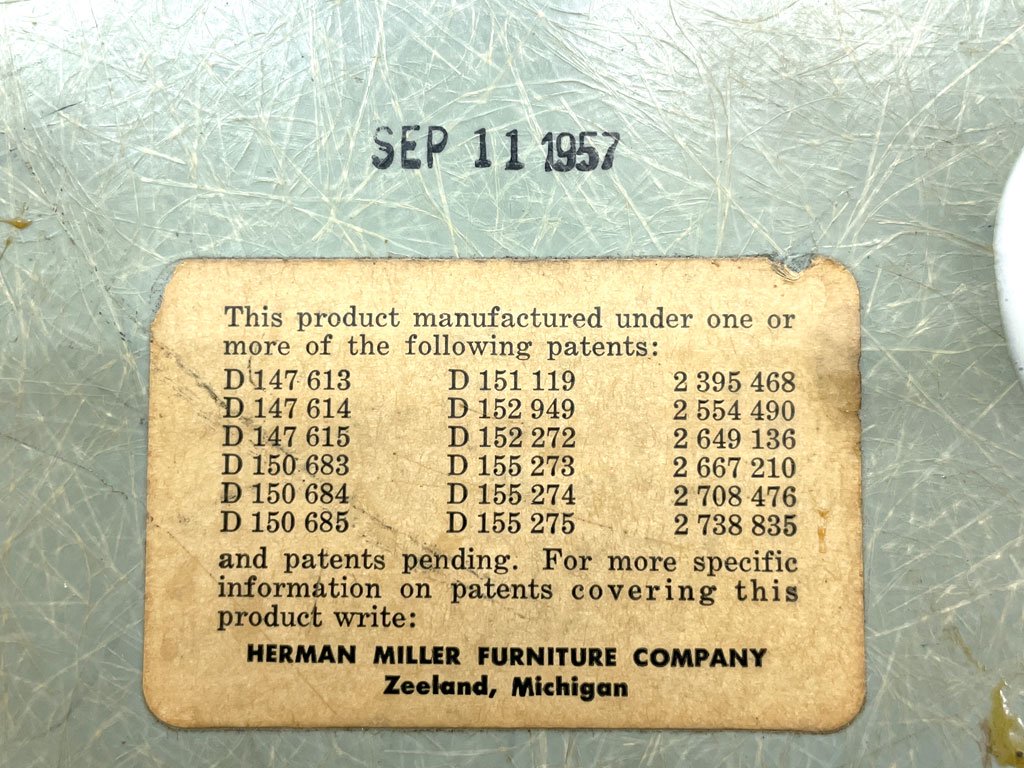 SEP 11 1957
This product manufactured under one or
more of the following patents:
D 147 613 D 151 119 2 395 468
D 147 614 D 152 949 2 554 490
D 147 615 D 152 272 2 649 136
D 150 683 D 155 273 2 667 210
D 150 684 D 155 274 2 708 476
D 150 685 D 155 275 2 738 835
and patents pending. For more specific
information on patents covering this
product write:
HERMAN MILLER FURNITURE COMPANY
Zeeland, Michigan